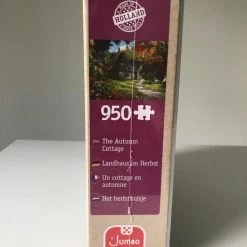 HOLLAND
950
The Autumn
Cottage
Landhaus im Herbst
Un cottage en
automne
Het herfsthuisje
Jumbo